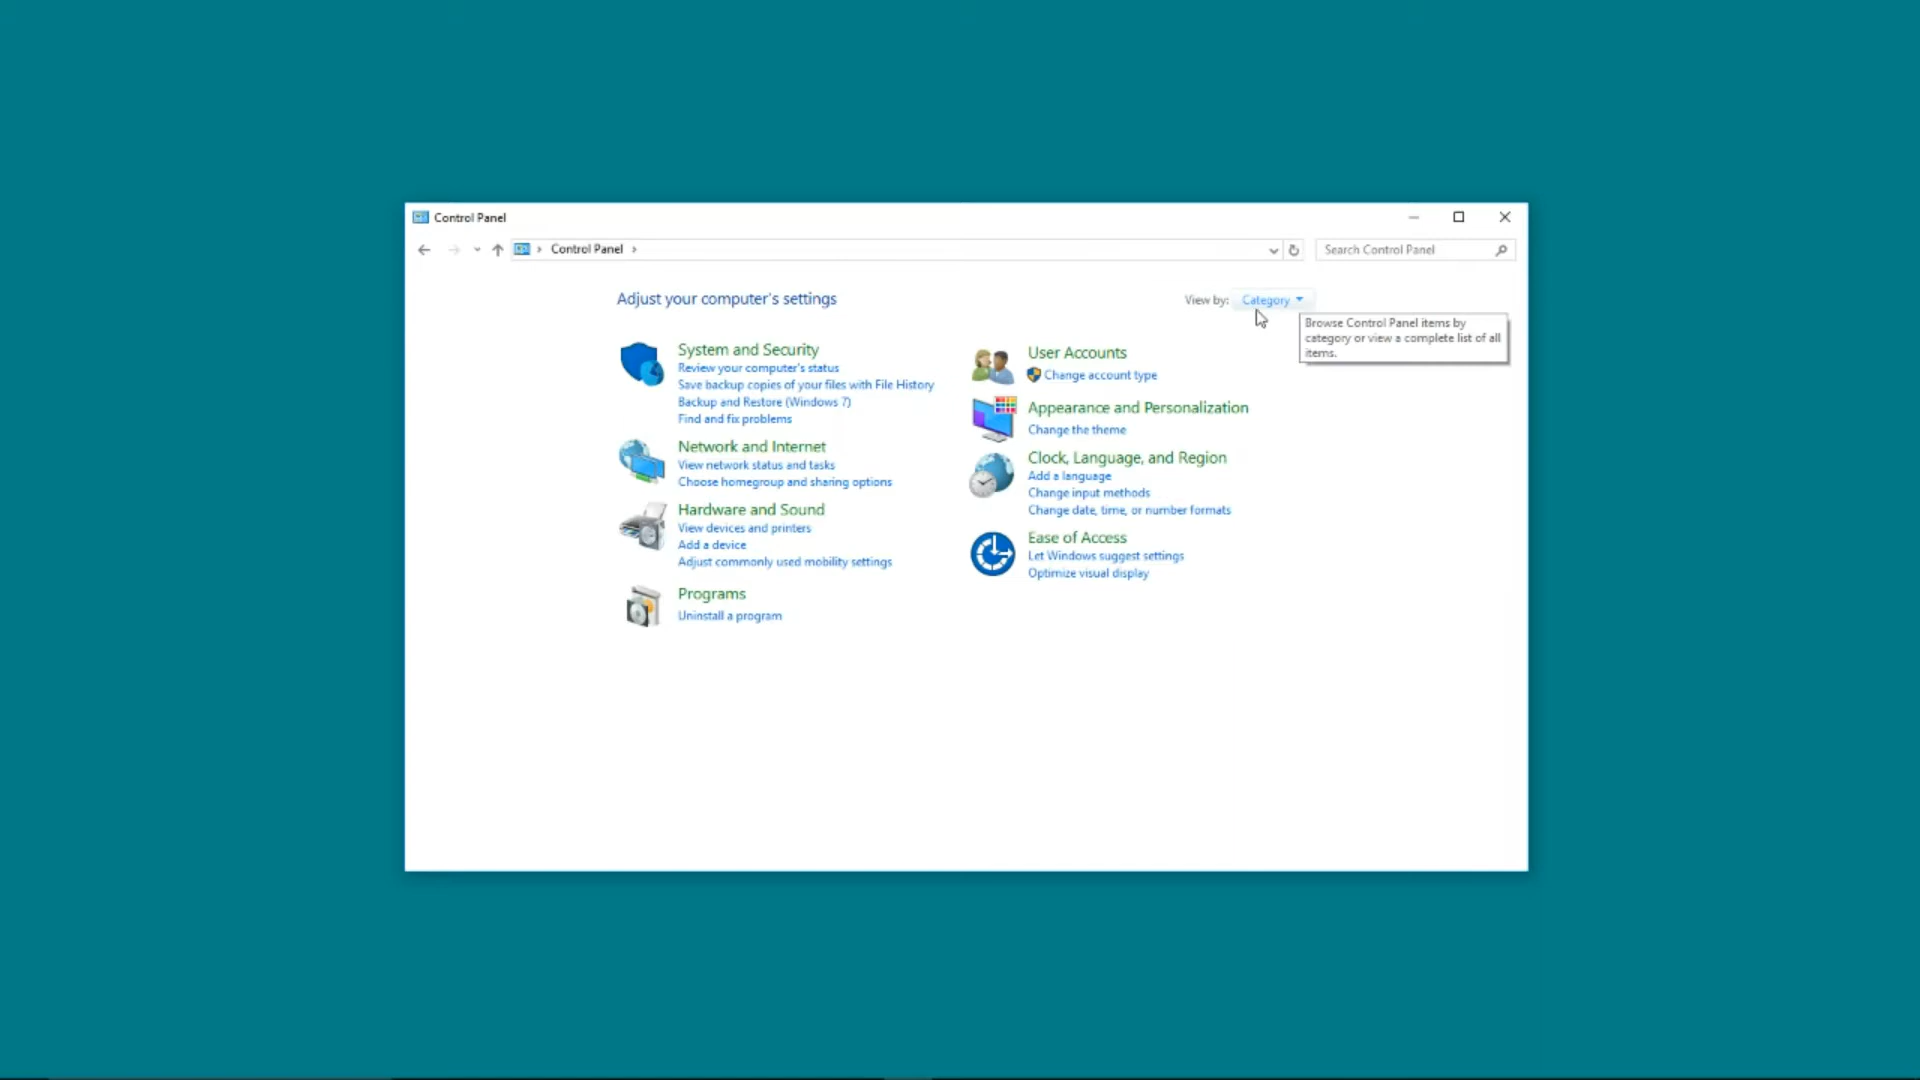 Control Panel
Control Panel
Search Control Panel
Adjust your computer's settings
View by: Category
Browse Control Panel items by
category or view a complete list of all
items.
System and Security
Review your computer's status
Save backup copies of your files with File History
Backup and Restore (Windows 7)
Find and fix problems
Network and Internet
View network status and tasks
Choose homegroup and sharing options
Hardware and Sound
View devices and printers
Add a device
Adjust commonly used mobility settings
Programs
Uninstall a program
User Accounts
Change account type
Appearance and Personalization
Change the theme
Clock, Language, and Region
Add a language
Change input methods
Change date, time, or number formats
Ease of Access
Let Windows suggest settings
Optimize visual display